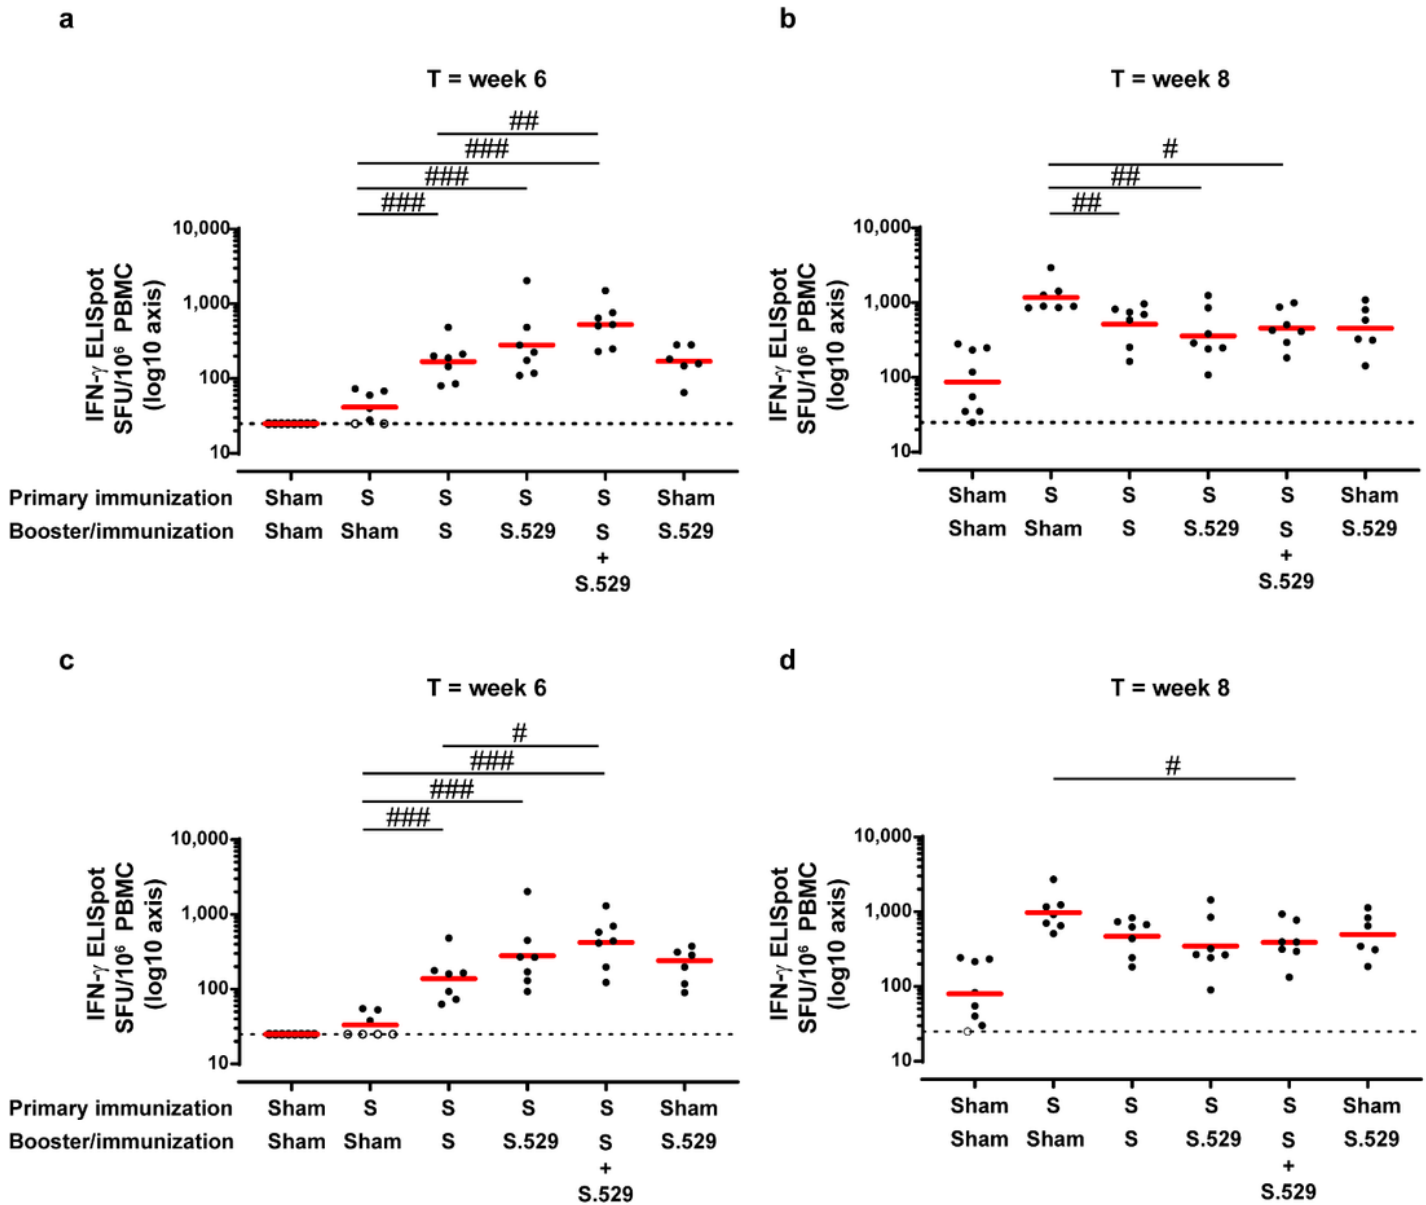 a
T = week 6
##
###
###
###
IFN-γ ELISpot
SFU/10⁶ PBMC
(log10 axis)
10,000
1,000
100
10
Primary immunization Sham S S S S Sham
Booster/immunization Sham Sham S S.529 S S.529
+
S.529
b
T = week 8
#
##
##
IFN-γ ELISpot
SFU/10⁶ PBMC
(log10 axis)
10,000
1,000
100
10
Sham S S S S Sham
Sham Sham S S.529 S S.529
+
S.529
c
T = week 6
#
###
###
###
IFN-γ ELISpot
SFU/10⁶ PBMC
(log10 axis)
10,000
1,000
100
10
Primary immunization Sham S S S S Sham
Booster/immunization Sham Sham S S.529 S S.529
+
S.529
d
T = week 8
#
IFN-γ ELISpot
SFU/10⁶ PBMC
(log10 axis)
10,000
1,000
100
10
Sham S S S S Sham
Sham Sham S S.529 S S.529
+
S.529